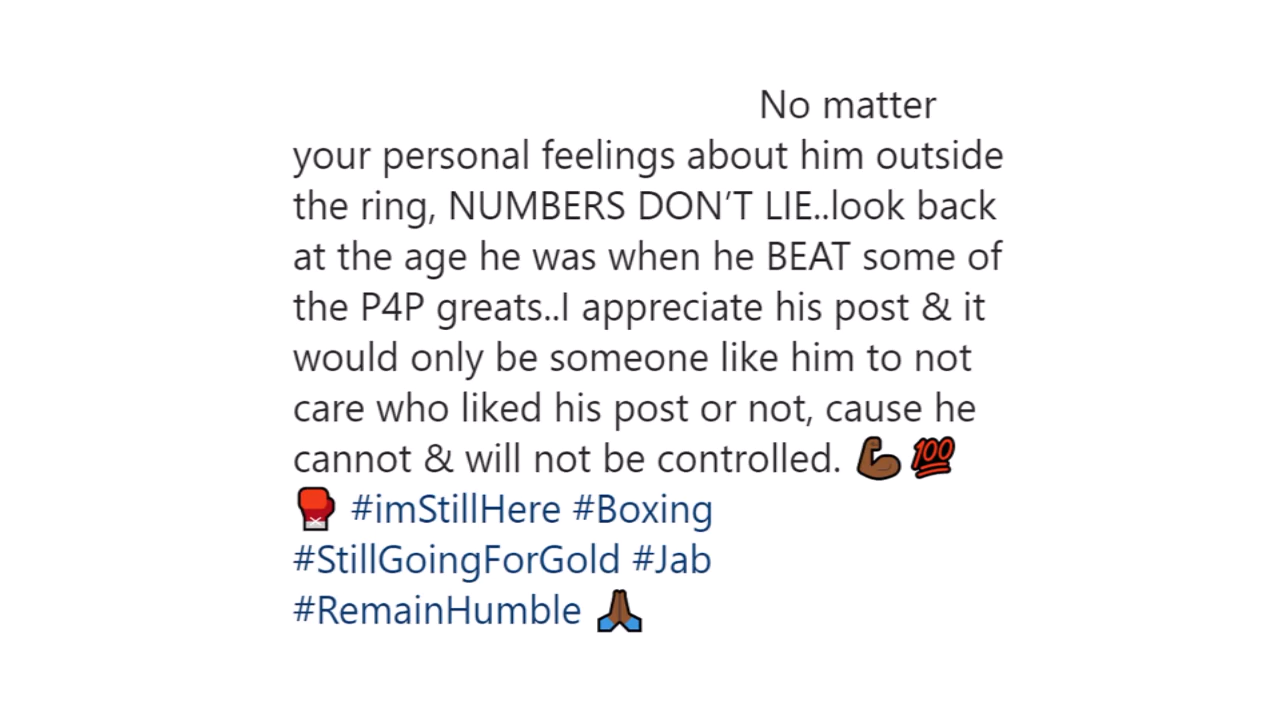 No matter
your personal feelings about him outside
the ring, NUMBERS DON’T LIE..look back
at the age he was when he BEAT some of
the P4P greats..I appreciate his post & it
would only be someone like him to not
care who liked his post or not, cause he
cannot & will not be controlled. 💪🏾💯
🥊 #imStillHere #Boxing
#StillGoingForGold #Jab
#RemainHumble 🙏🏾